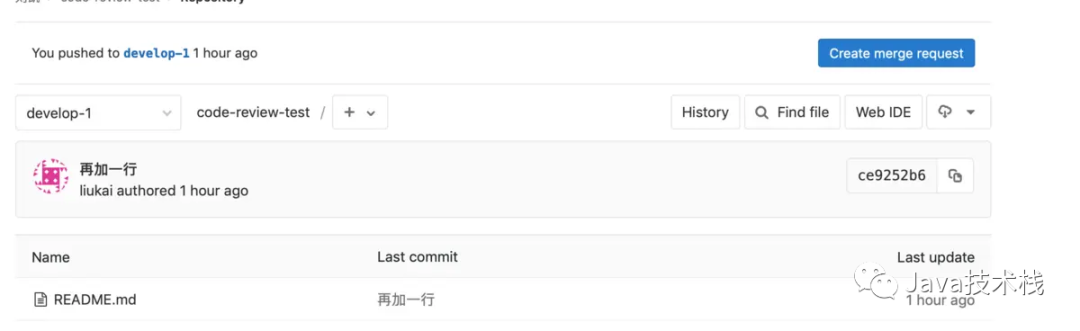 code-review-test Repository
You pushed to develop-1 1 hour ago
Create merge request
develop-1
code-review-test /
+
History
Find file
Web IDE
再加一行
liukai authored 1 hour ago
ce9252b6
Name Last commit Last update
README.md 再加一行 1 hour ago
Java技术栈